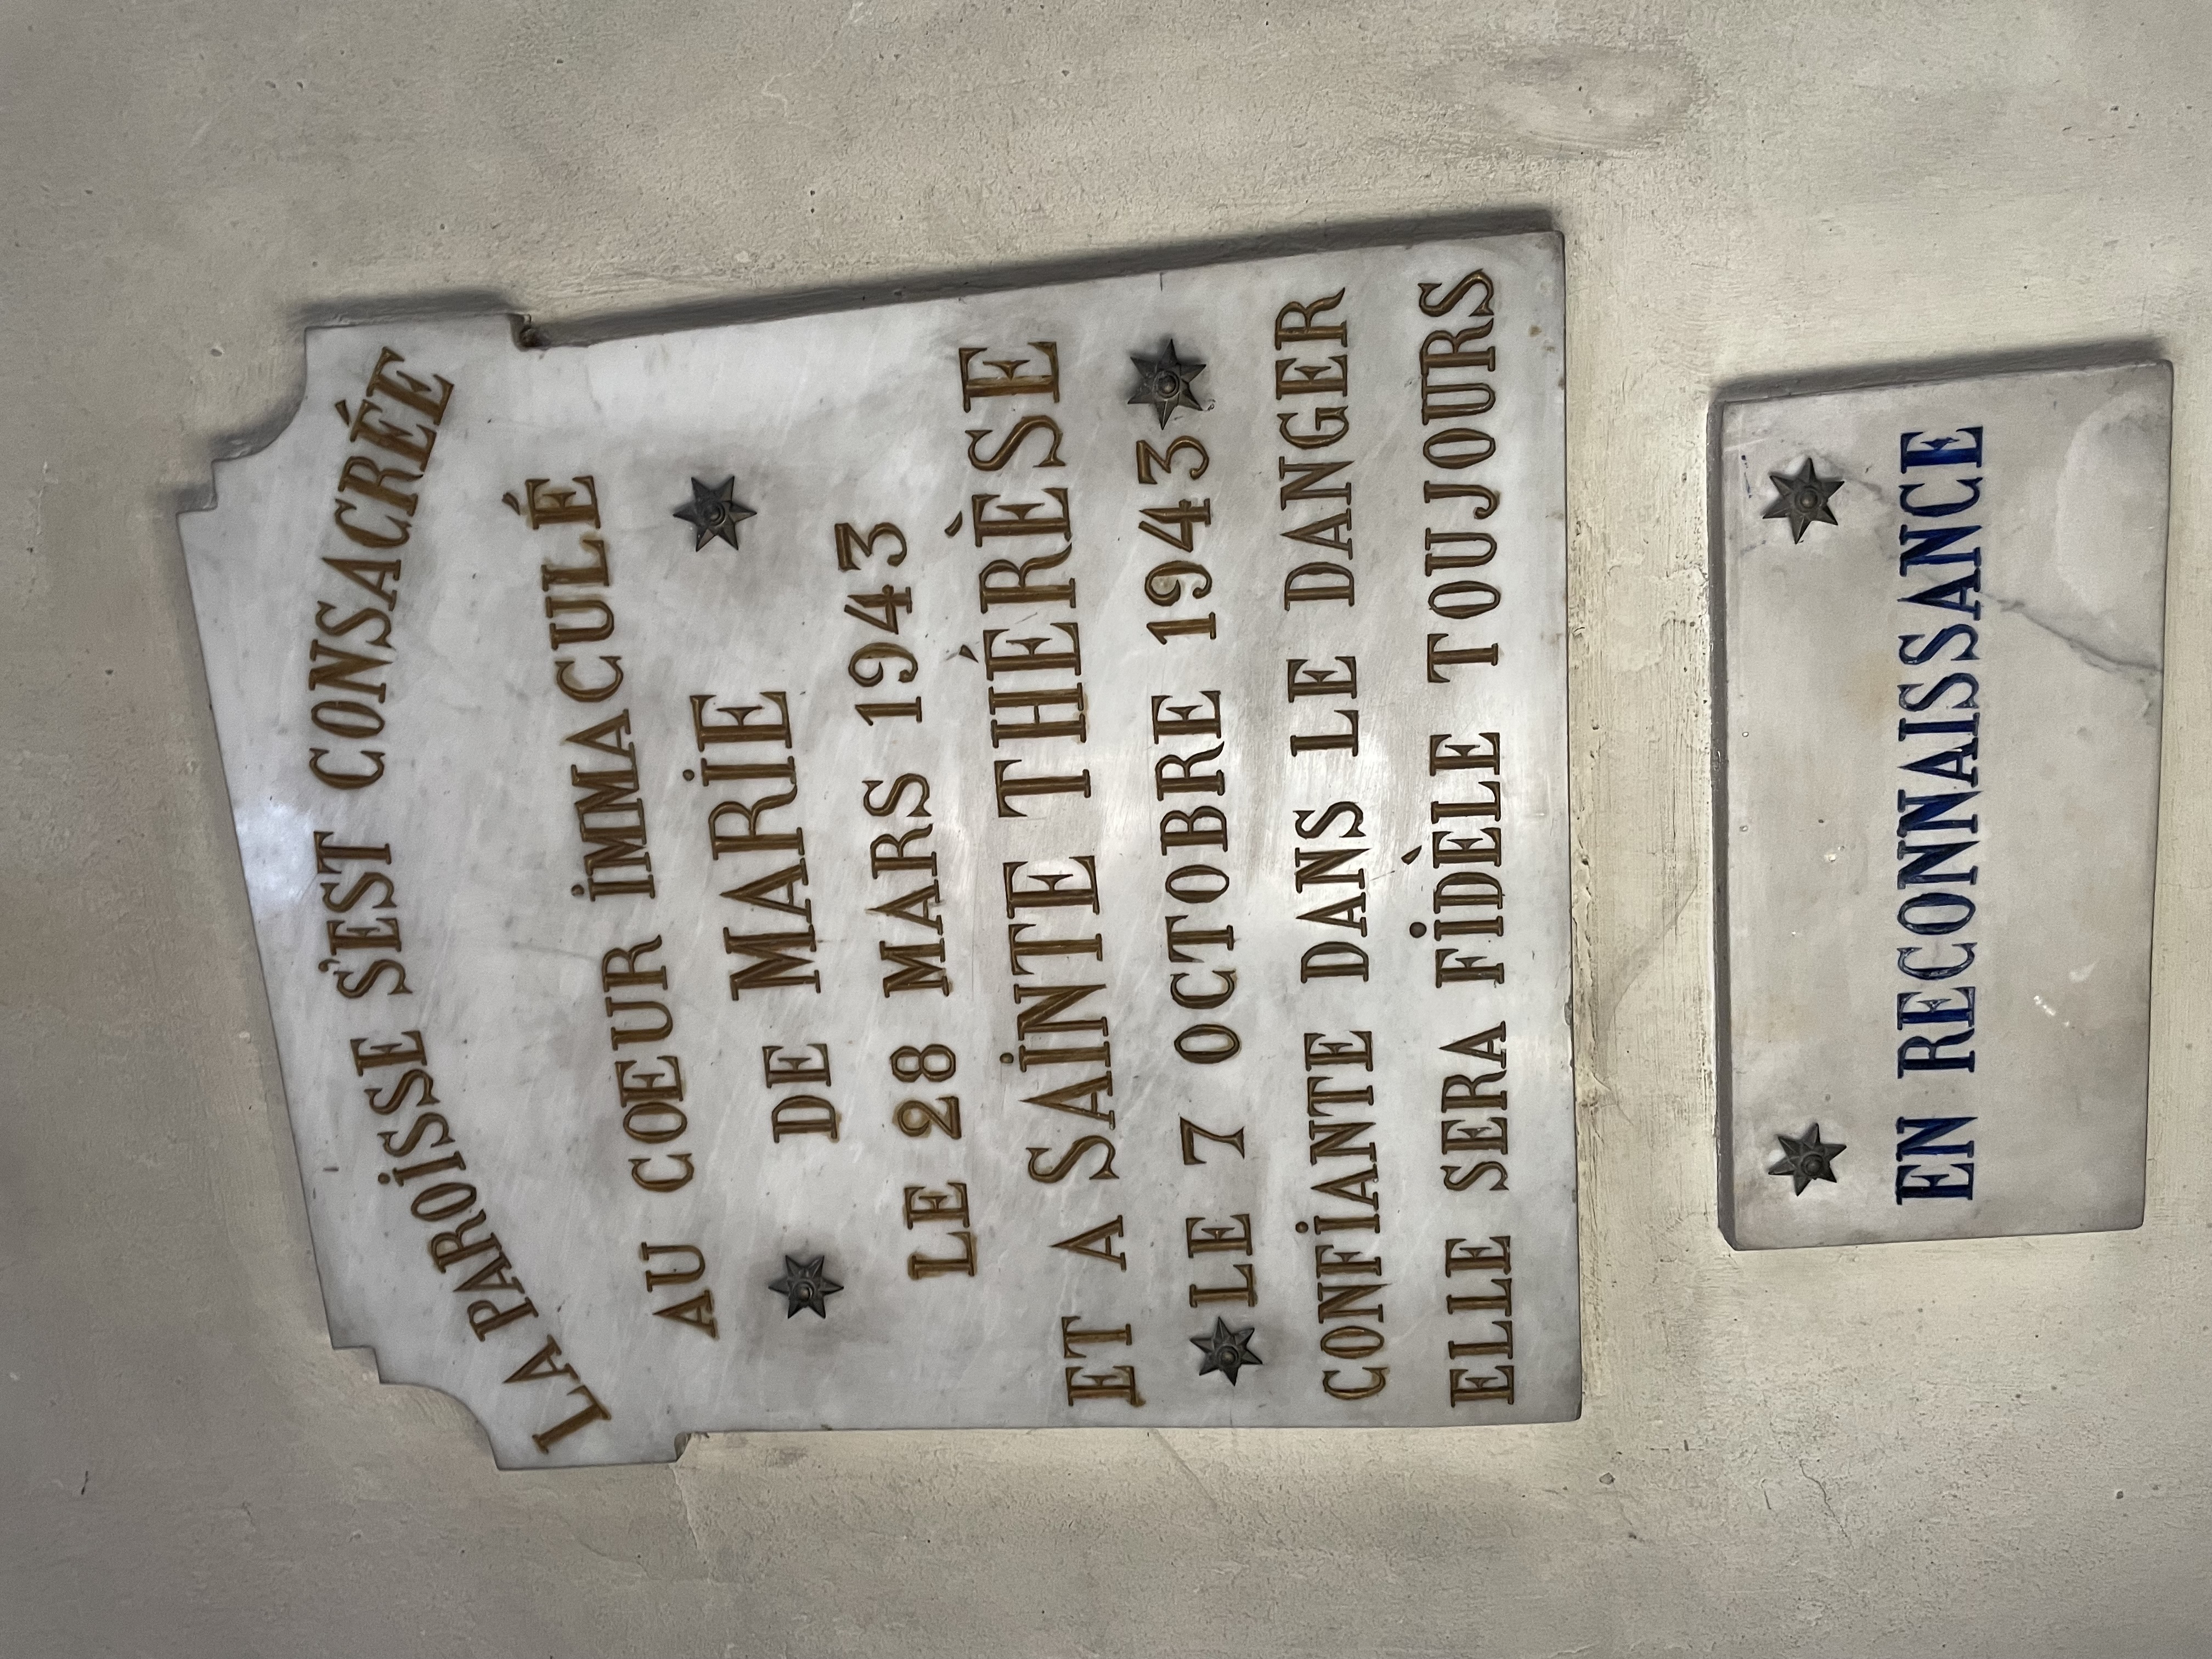 LA PAROISSE S'EST CONSACRÉE
AU COEUR IMMACULÉ
DE MARIE
LE 28 MARS 1943
ET A SAINTE THÉRÈSE
LE 7 OCTOBRE 1943
CONFIANTE DANS LE DANGER
ELLE SERA FIDÈLE TOUJOURS
EN RECONNAISSANCE